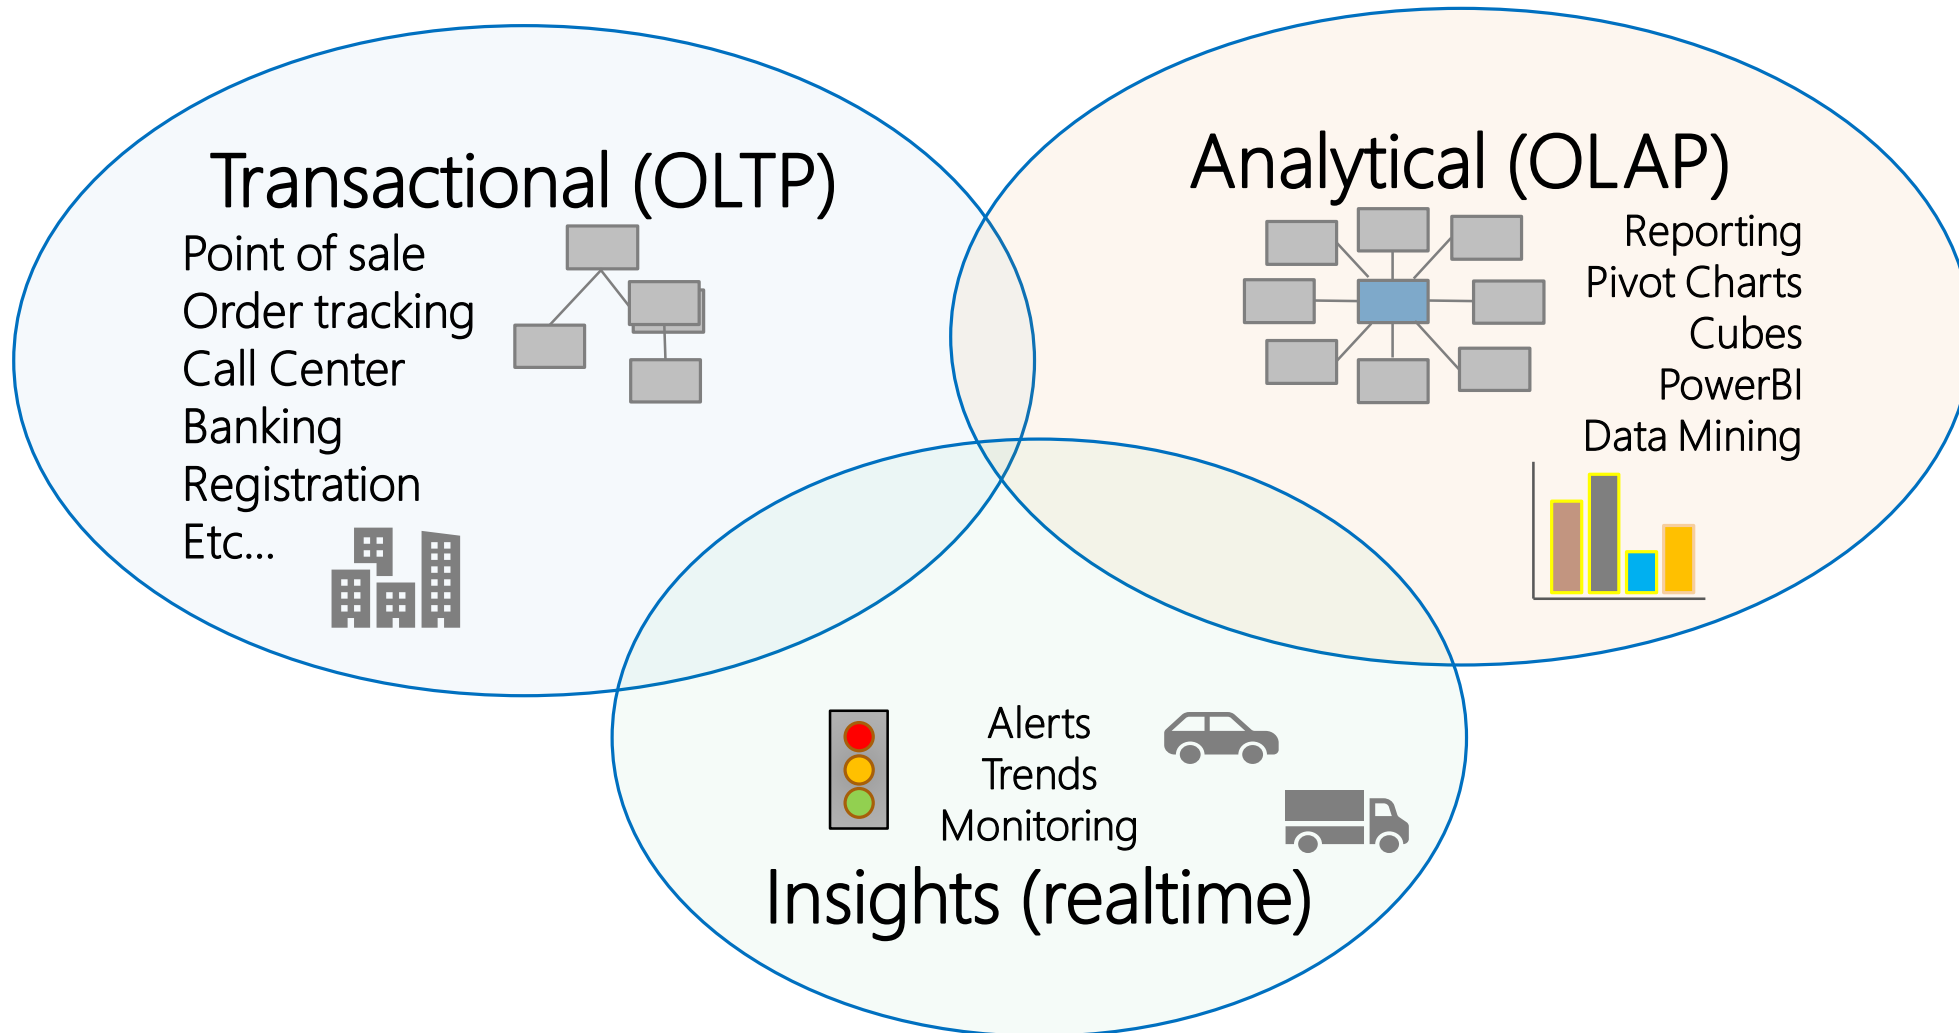 Transactional (OLTP)
Point of sale
Order tracking
Call Center
Banking
Registration
Etc...
Analytical (OLAP)
Reporting
Pivot Charts
Cubes
PowerBI
Data Mining
Alerts
Trends
Monitoring
Insights (realtime)